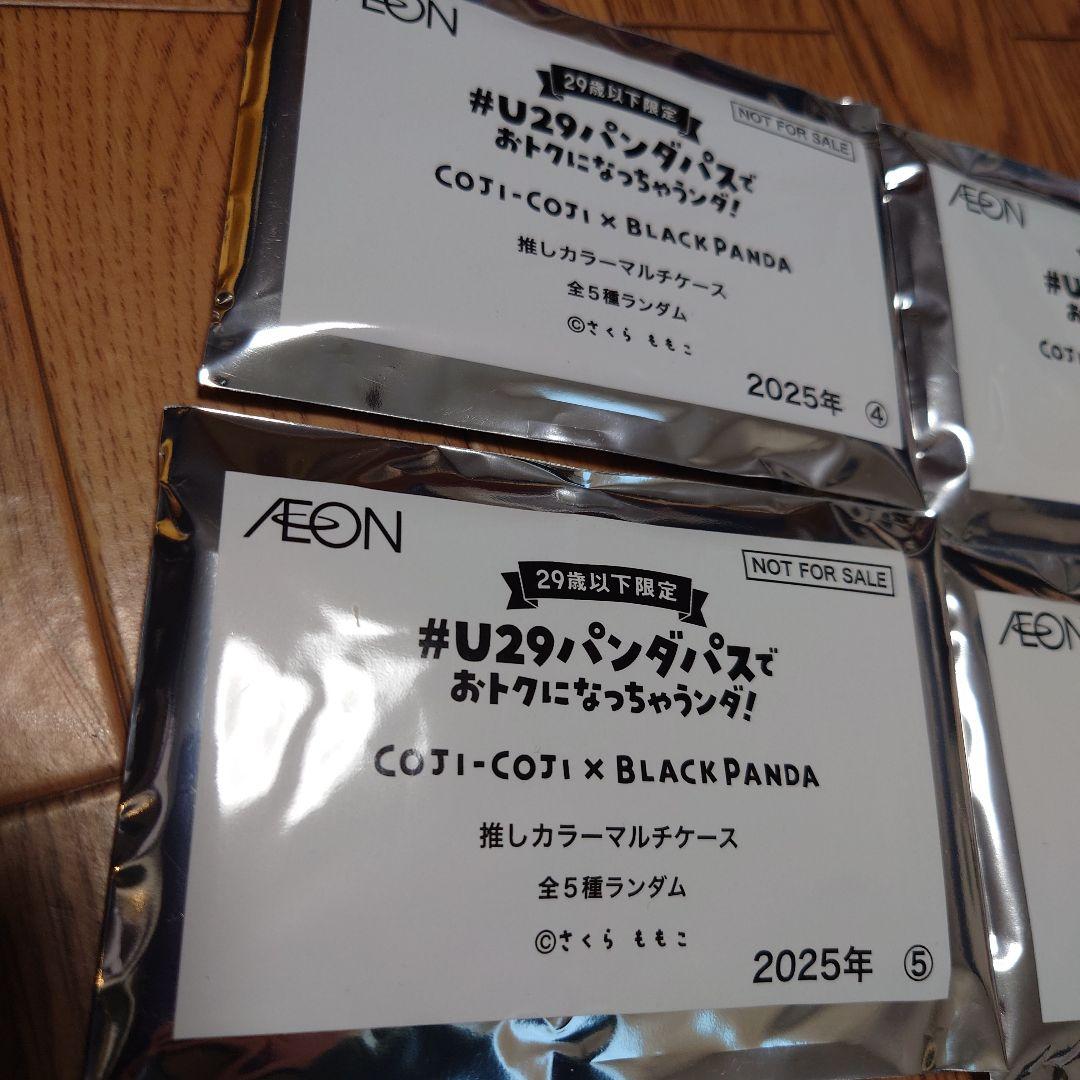 ÆON
29歳以下限定
NOT FOR SALE
#U29パンダパスで
おトクになっちゃうンダ!
COJI-COJI × BLACK PANDA
推しカラーマルチケース
全5種ランダム
©さくら ももこ
2025年 ④
ÆON
#U
お
COJI
ÆON
29歳以下限定
NOT FOR SALE
#U29パンダパスで
おトクになっちゃうンダ!
COJI-COJI × BLACK PANDA
推しカラーマルチケース
全5種ランダム
©さくら ももこ
2025年 ⑤
ÆON